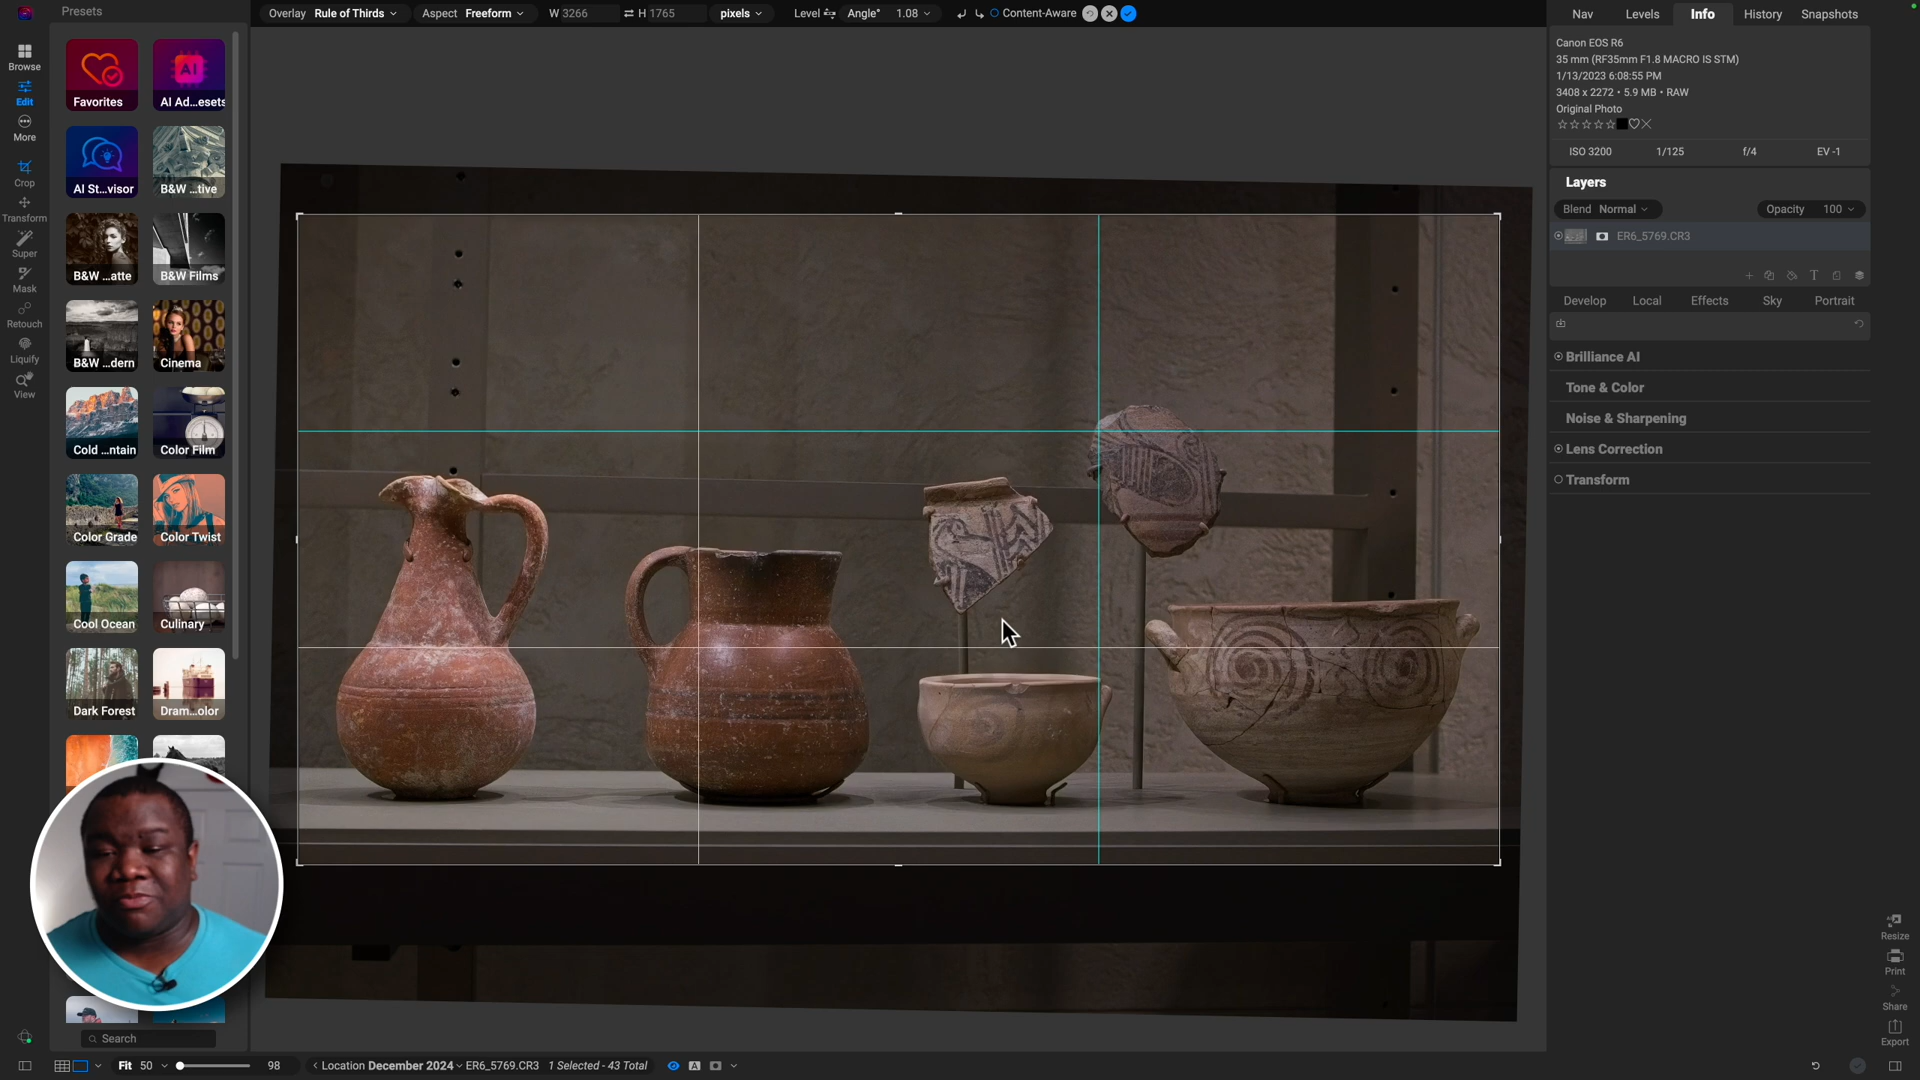 Presets
Overlay Rule of Thirds Aspect Freeform W 3266 H 1765 pixels Level Angle° 1.08 Content-Aware
Nav Levels Info History Snapshots
Browse
Edit
More
Crop
Transform
Super
Mask
Retouch
Liquify
View
Favorites AI Ad...esets
AI St...visor B&W ...tive
B&W ...atte B&W Films
B&W ...dern Cinema
Cold ...ntain Color Film
Color Grade Color Twist
Cool Ocean Culinary
Dark Forest Dram...olor
Search
Canon EOS R6
35 mm (RF35mm F1.8 MACRO IS STM)
1/13/2023 6:08:55 PM
3408 x 2272 • 5.9 MB • RAW
Original Photo
ISO 3200 1/125 f/4 EV -1
Layers
Blend Normal Opacity 100
ER6_5769.CR3
Develop Local Effects Sky Portrait
Brilliance AI
Tone & Color
Noise & Sharpening
Lens Correction
Transform
Resize
Print
Share
Export
Fit 50 98 Location December 2024 ER6_5769.CR3 1 Selected - 43 Total A